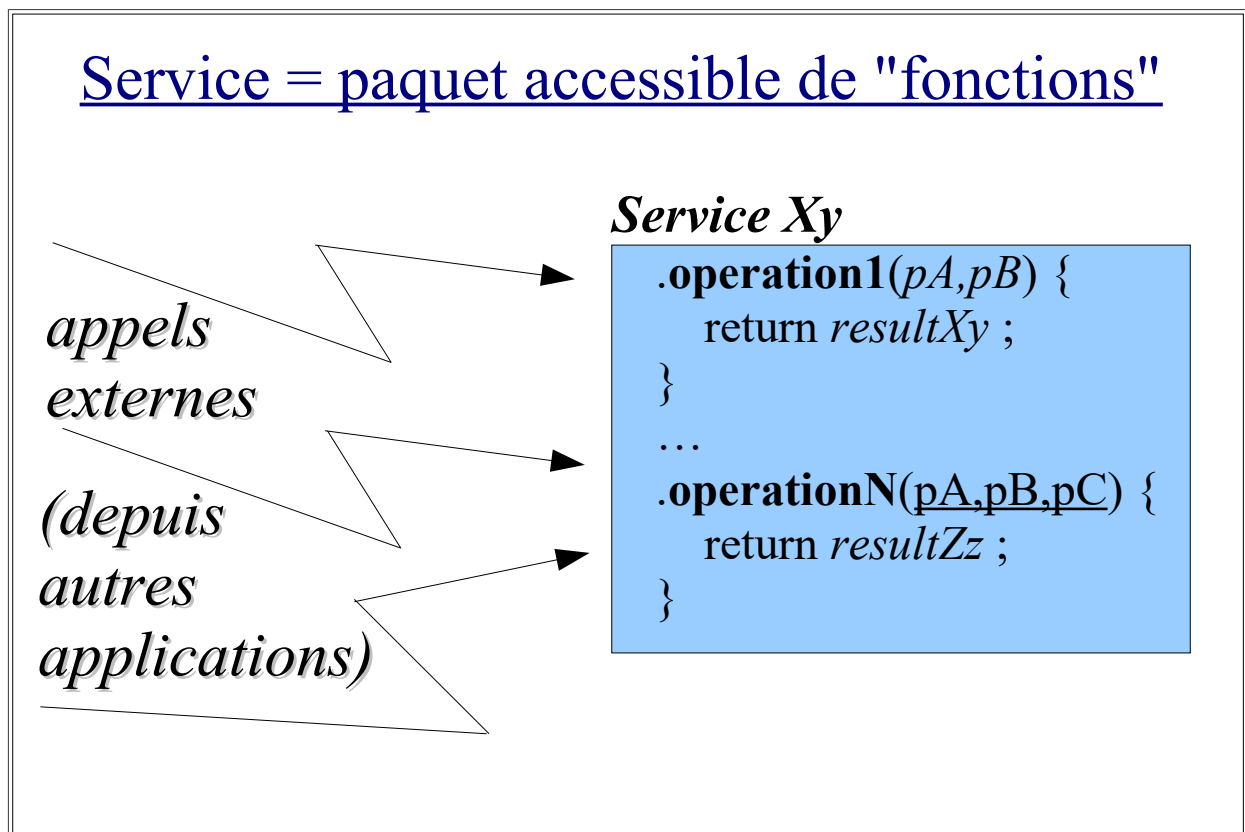 Service = paquet accessible de "fonctions"
appels
externes
(depuis
autres
applications)
Service Xy
.operation1(pA,pB) {
return resultXy ;
}
…
.operationN(pA,pB,pC) {
return resultZz ;
}